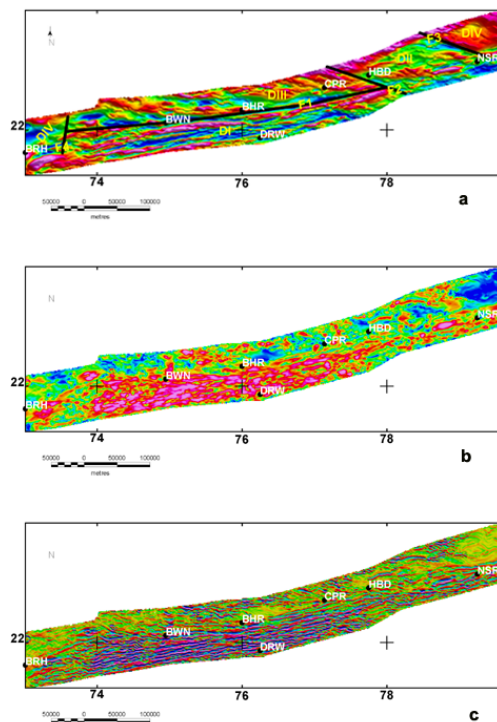 a
N
DIV
F3
NSR
DII
HBD
CPR
F2
DIII
BHR
F1
BWN
DI
DRW
22
DIV
F4
BRH
74
76
78
50000 0 50000 100000
metres
b
N
HBD
NSR
CPR
BHR
BWN
DRW
22
BRH
74
76
78
50000 0 50000 100000
metres
c
N
NSR
HBD
CPR
BHR
BWN
DRW
22
BRH
74
76
78
50000 0 50000 100000